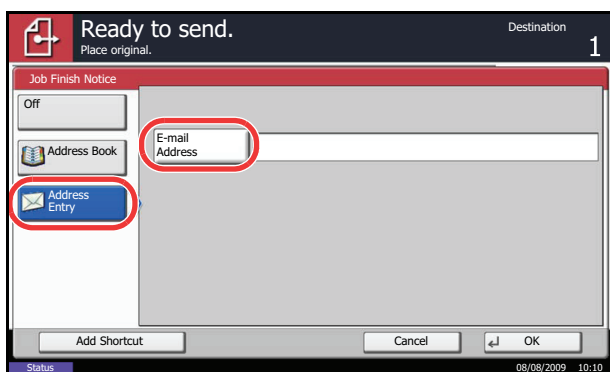 Ready to send.
Destination
Place original.
1
Job Finish Notice
Off
Address Book
Address
Entry
E-mail
Address
Add Shortcut
Cancel
OK
Status
08/08/2009 10:10